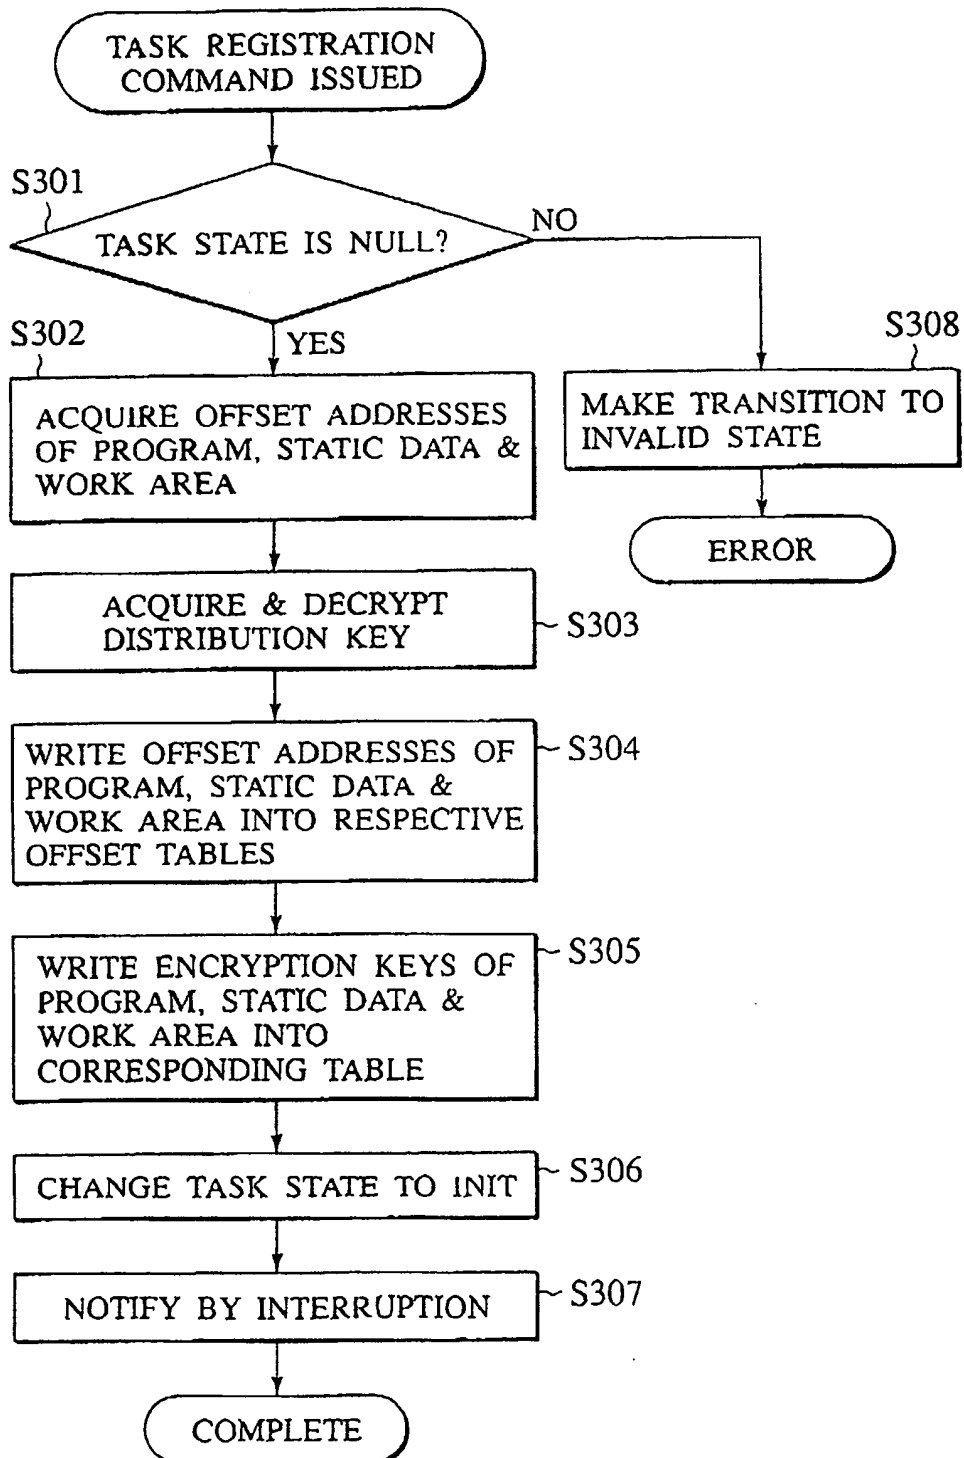 TASK REGISTRATION
COMMAND ISSUED
S301
TASK STATE IS NULL?
NO
YES
S302
ACQUIRE OFFSET ADDRESSES
OF PROGRAM, STATIC DATA &
WORK AREA
S308
MAKE TRANSITION TO
INVALID STATE
ERROR
ACQUIRE & DECRYPT
DISTRIBUTION KEY
S303
WRITE OFFSET ADDRESSES OF
PROGRAM, STATIC DATA &
WORK AREA INTO RESPECTIVE
OFFSET TABLES
S304
WRITE ENCRYPTION KEYS OF
PROGRAM, STATIC DATA &
WORK AREA INTO
CORRESPONDING TABLE
S305
CHANGE TASK STATE TO INIT
S306
NOTIFY BY INTERRUPTION
S307
COMPLETE